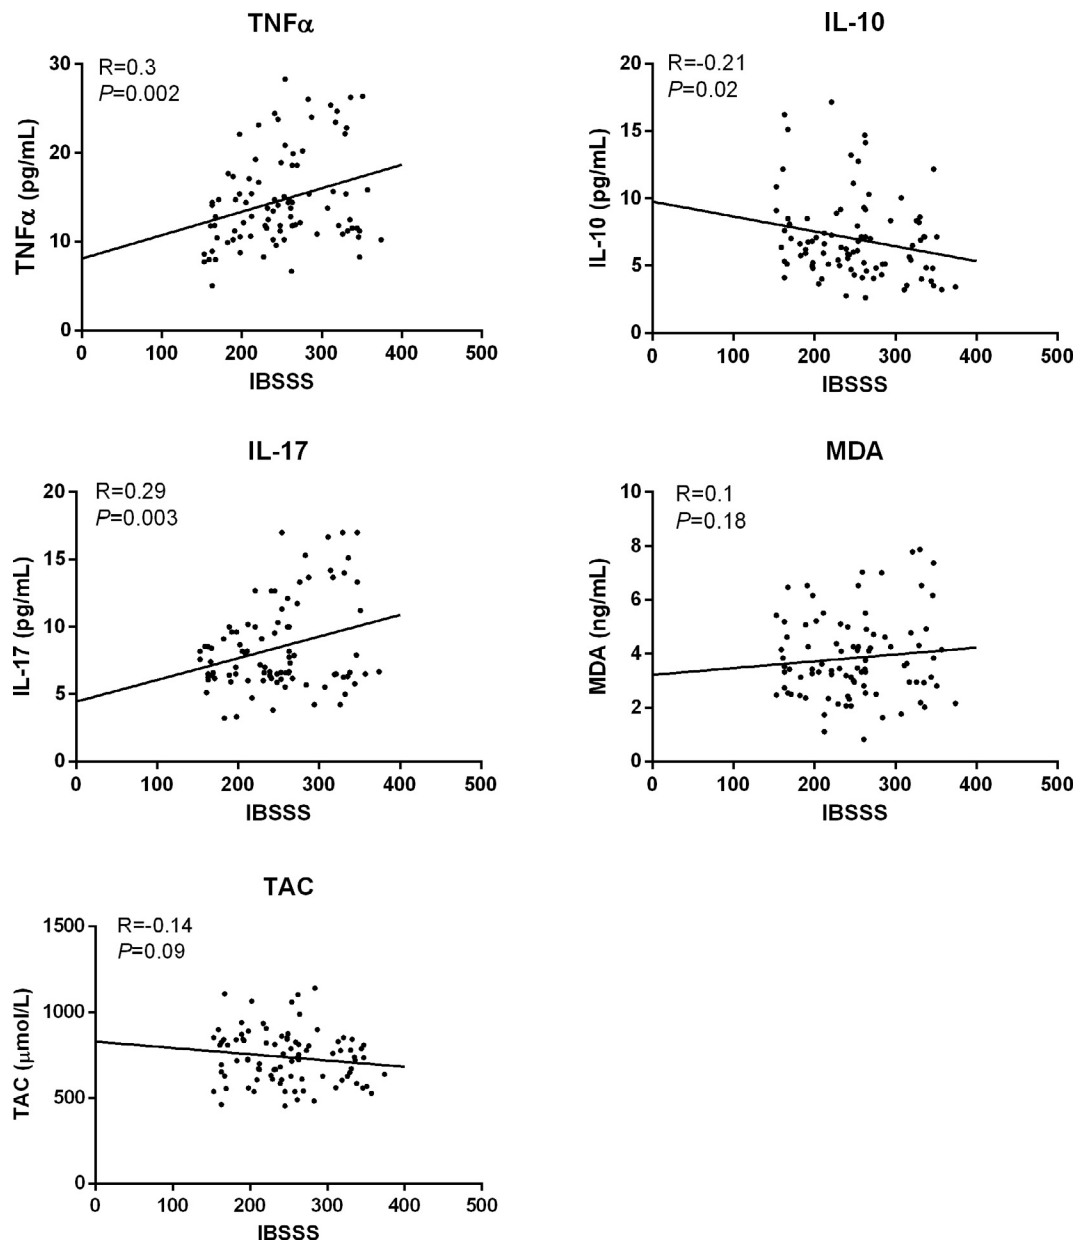 TNFα
R=0.3
P=0.002
30
20
10
0
TNFα (pg/mL)
0 100 200 300 400 500
IBSSS
IL-10
R=-0.21
P=0.02
20
15
10
5
0
IL-10 (pg/mL)
0 100 200 300 400 500
IBSSS
IL-17
R=0.29
P=0.003
20
15
10
5
0
IL-17 (pg/mL)
0 100 200 300 400 500
IBSSS
MDA
R=0.1
P=0.18
10
8
6
4
2
0
MDA (ng/mL)
0 100 200 300 400 500
IBSSS
TAC
R=-0.14
P=0.09
1500
1000
500
0
TAC (μmol/L)
0 100 200 300 400 500
IBSSS